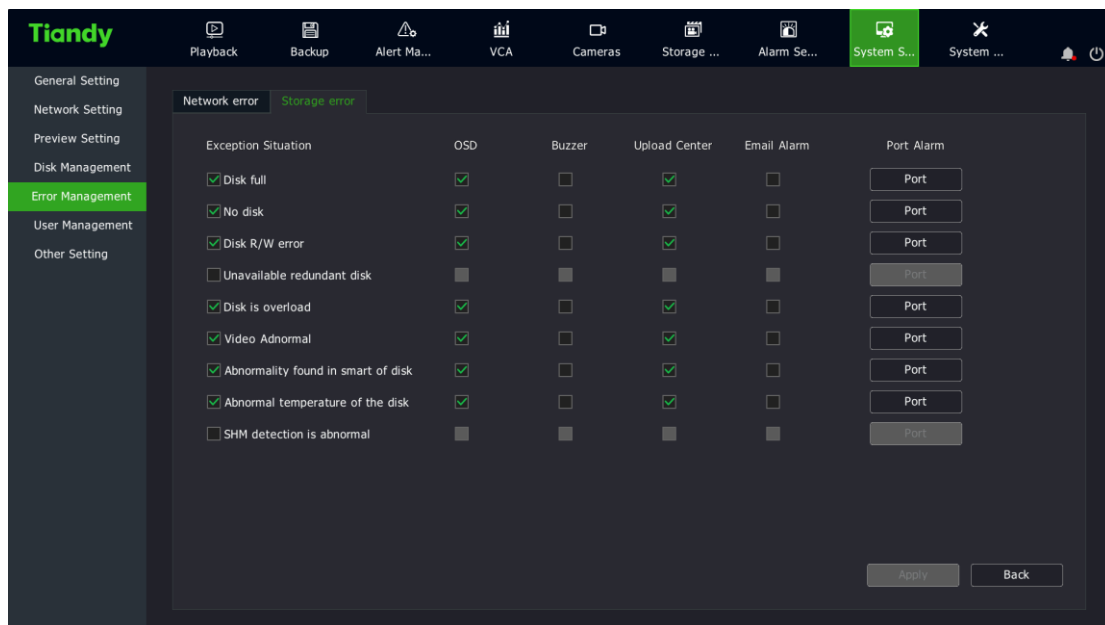 Tiandy
Playback Backup Alert Ma... VCA Cameras Storage ... Alarm Se... System S... System ...
General Setting
Network Setting
Preview Setting
Disk Management
Error Management
User Management
Other Setting
Network error Storage error
Exception Situation OSD Buzzer Upload Center Email Alarm Port Alarm
Disk full Port
No disk Port
Disk R/W error Port
Unavailable redundant disk Port
Disk is overload Port
Video Adnormal Port
Abnormality found in smart of disk Port
Abnormal temperature of the disk Port
SHM detection is abnormal Port
Apply Back